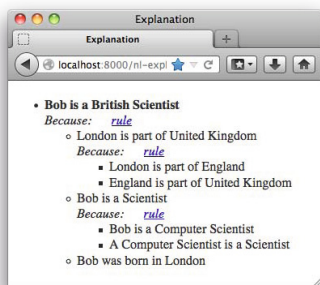 Explanation
Explanation
localhost:8000/nl-expl
Bob is a British Scientist
Because: rule
London is part of United Kingdom
Because: rule
London is part of England
England is part of United Kingdom
Bob is a Scientist
Because: rule
Bob is a Computer Scientist
A Computer Scientist is a Scientist
Bob was born in London